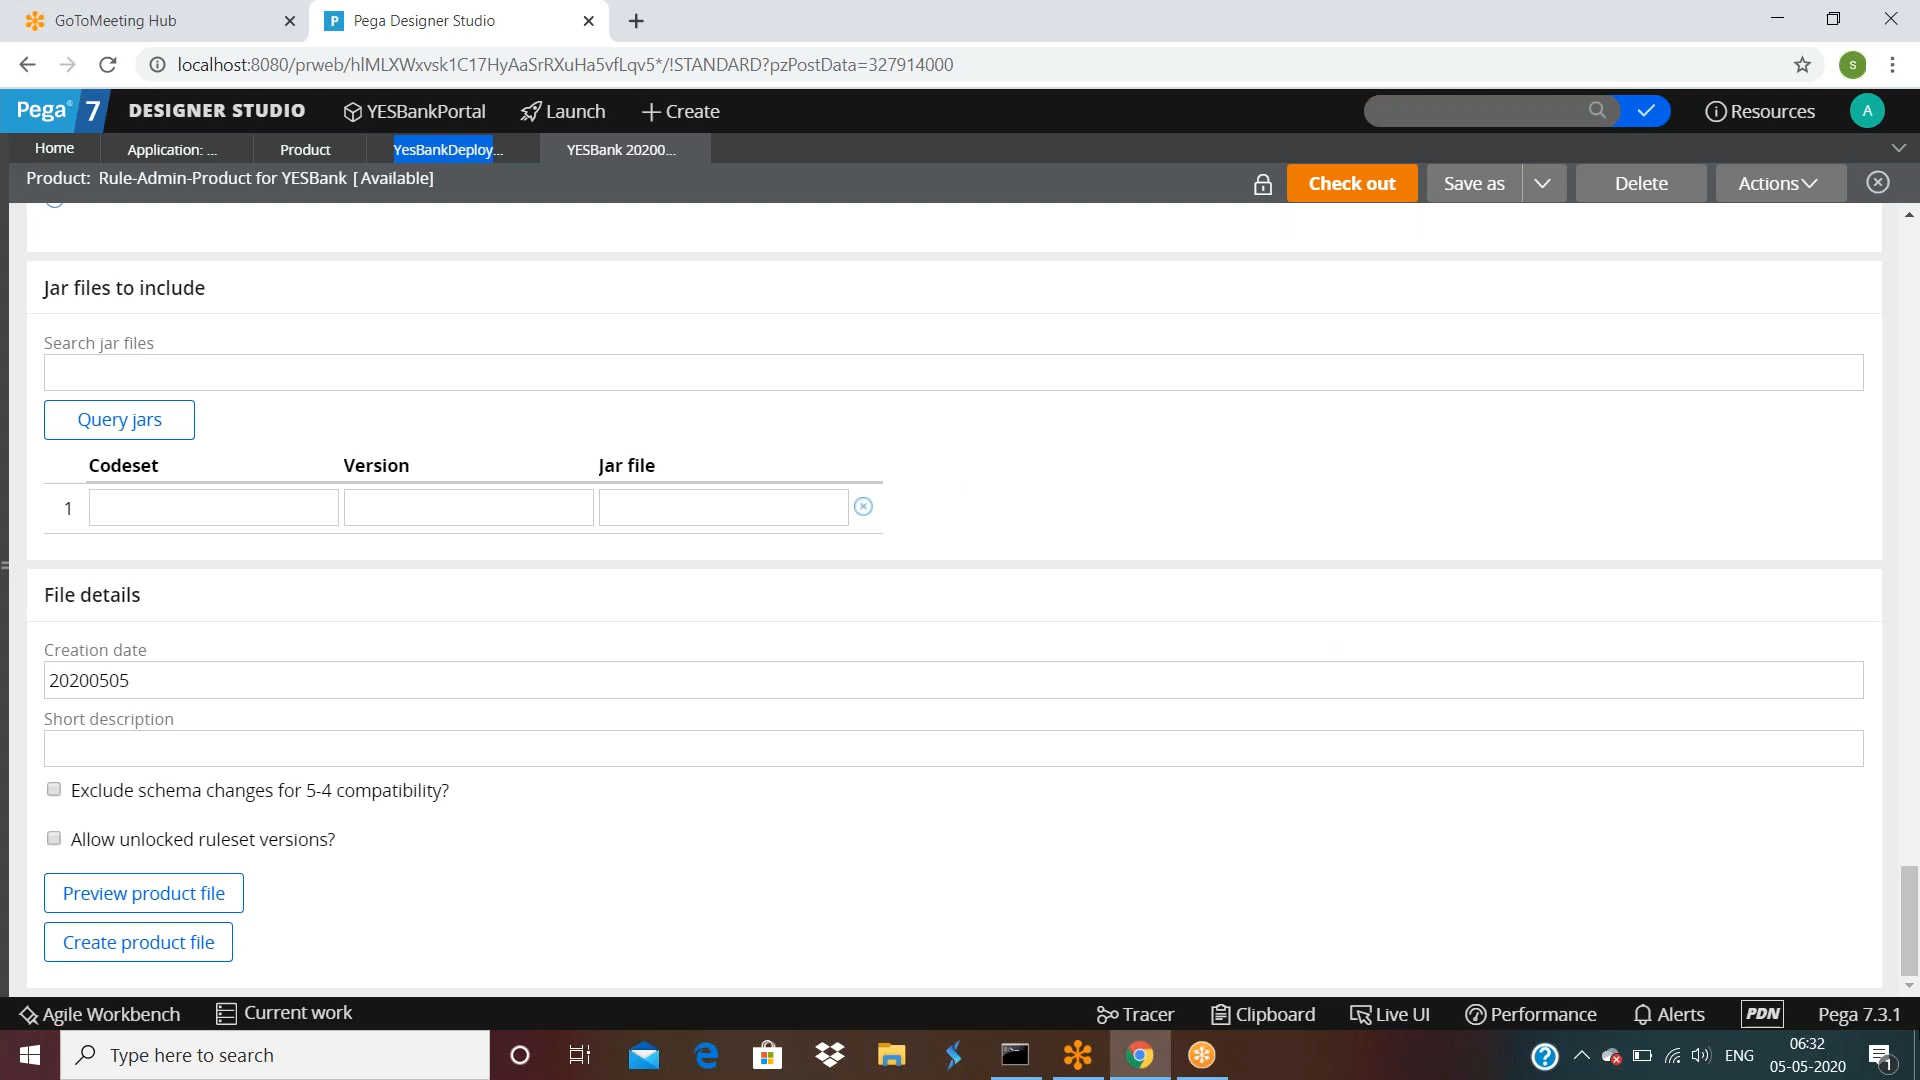 GoToMeeting Hub
Pega Designer Studio
localhost:8080/prweb/hlMLXWxvsk1C17HyAaSrRXuHa5vfLqv5*/!STANDARD?pzPostData=327914000
S
Pega 7 DESIGNER STUDIO YESBankPortal Launch Create Resources A
Home Application: ... Product YesBankDeploy... YESBank 20200...
Product: Rule-Admin-Product for YESBank [Available]
Check out Save as Delete Actions
Jar files to include
Search jar files
Query jars
Codeset Version Jar file
1
File details
Creation date
20200505
Short description
Exclude schema changes for 5-4 compatibility?
Allow unlocked ruleset versions?
Preview product file
Create product file
Agile Workbench Current work Tracer Clipboard Live UI Performance Alerts PDN Pega 7.3.1
Type here to search
ENG
06:32
05-05-2020
1